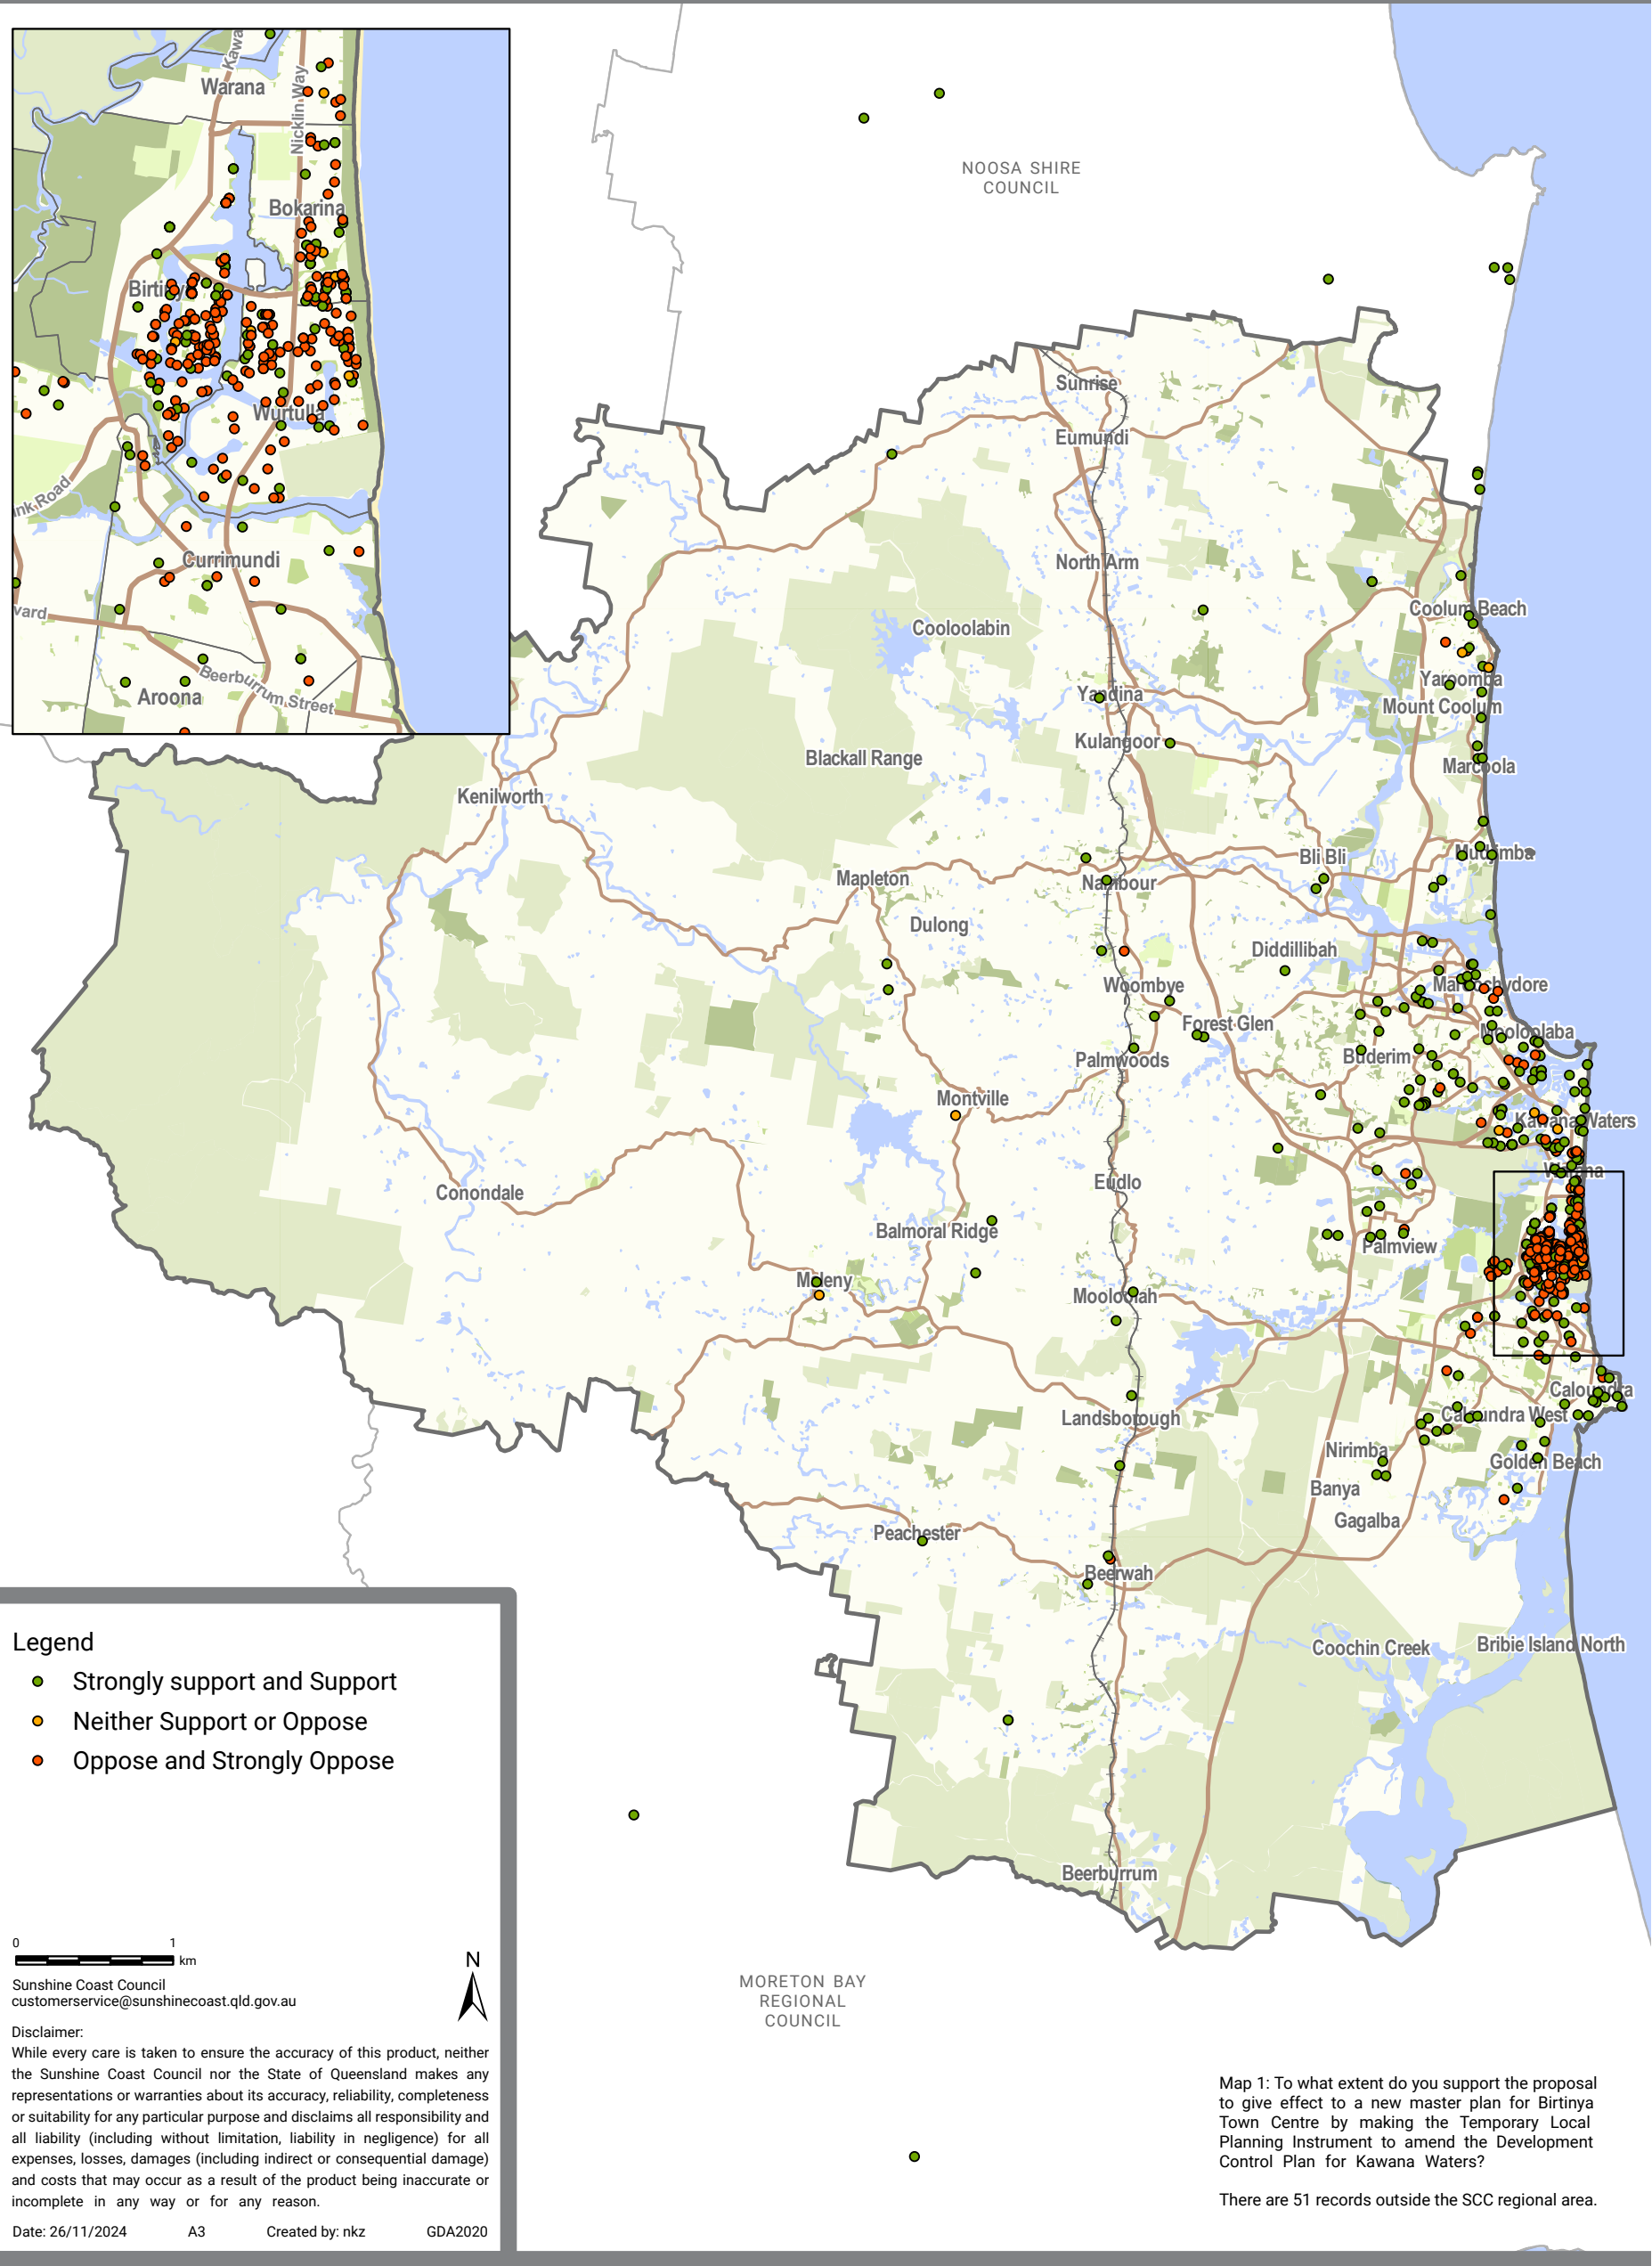 Warana
Kawa
Nicklin Way
Bokarina
Wurtulla
nk Road
Currimundi
vard
Beerburrum Street
Aroona
NOOSA SHIRE
COUNCIL
Sunrise
Eumundi
North Arm
Cooloolabin
Coolum Beach
Yaroomba
Yandina
Mount Coolum
Kulangoor
Blackall Range
Marcoola
Kenilworth
Mudjimba
Bli Bli
Mapleton
Nambour
Dulong
Diddillibah
Woombye
Maroochydore
Forest Glen
Mooloolaba
Palmwoods
Buderim
Montville
Kawana Waters
Warana
Eudlo
Conondale
Balmoral Ridge
Palmview
Maleny
Mooloolah
Caloundra
Landsborough
Caloundra West
Nirimba
Golden Beach
Banya
Gagalba
Peachester
Beerwah
Coochin Creek
Bribie Island North
Beerburrum
MORETON BAY
REGIONAL
COUNCIL
Legend
Strongly support and Support
Neither Support or Oppose
Oppose and Strongly Oppose
0 1
km
N
Sunshine Coast Council
customerservice@sunshinecoast.qld.gov.au
Disclaimer:
While every care is taken to ensure the accuracy of this product, neither
the Sunshine Coast Council nor the State of Queensland makes any
representations or warranties about its accuracy, reliability, completeness
or suitability for any particular purpose and disclaims all responsibility and
all liability (including without limitation, liability in negligence) for all
expenses, losses, damages (including indirect or consequential damage)
and costs that may occur as a result of the product being inaccurate or
incomplete in any way or for any reason.
Date: 26/11/2024 A3 Created by: nkz GDA2020
Map 1: To what extent do you support the proposal
to give effect to a new master plan for Birtinya
Town Centre by making the Temporary Local
Planning Instrument to amend the Development
Control Plan for Kawana Waters?
There are 51 records outside the SCC regional area.